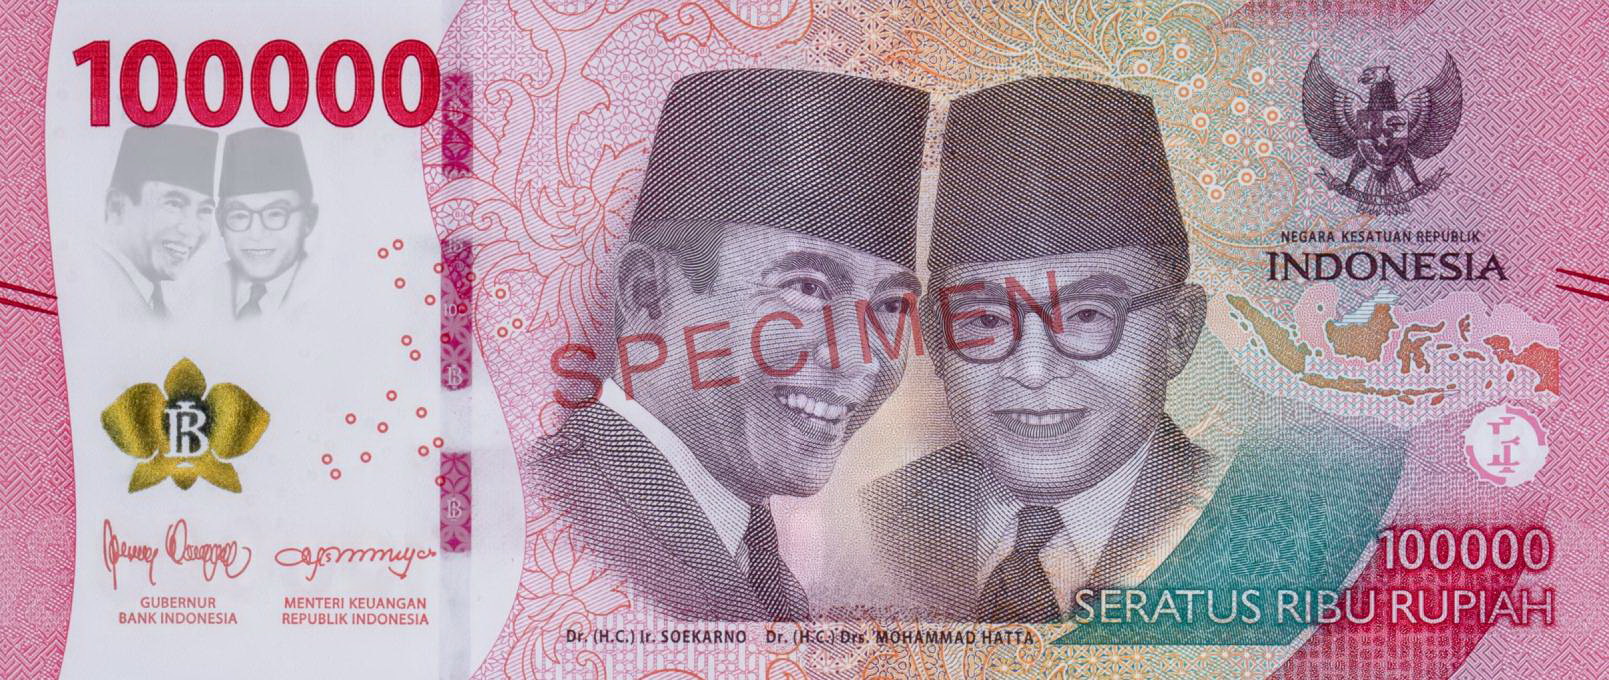 100000
SPECIMEN
NEGARA KESATUAN REPUBLIK
INDONESIA
GUBERNUR
BANK INDONESIA
MENTERI KEUANGAN
REPUBLIK INDONESIA
Dr. (H.C.) Ir. SOEKARNO
Dr. (H.C.) Drs. MOHAMMAD HATTA
100000
SERATUS RIBU RUPIAH